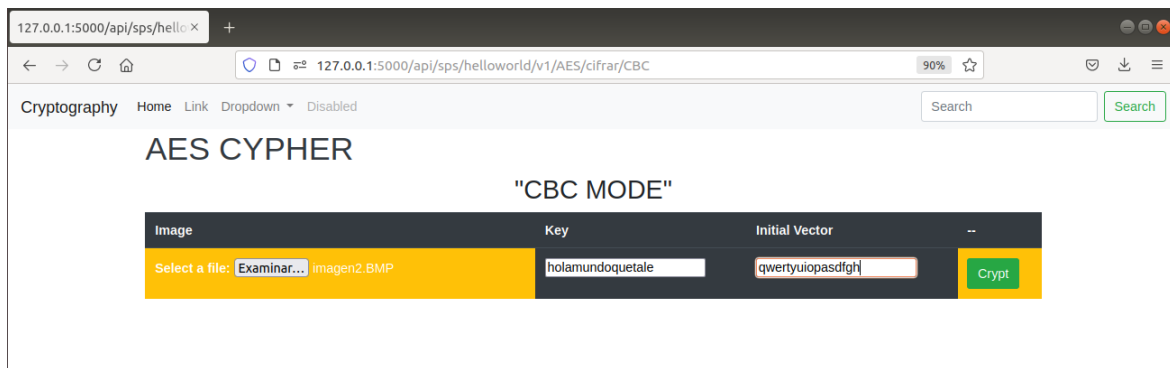 127.0.0.1:5000/api/sps/hello × +
127.0.0.1:5000/api/sps/helloworld/v1/AES/cifrar/CBC 90%
Cryptography Home Link Dropdown Disabled Search Search
AES CYPHER
"CBC MODE"
Image Key Initial Vector --
Select a file: Examinar... imagen2.BMP holamundoquetale qwertyuiopasdfgh Crypt